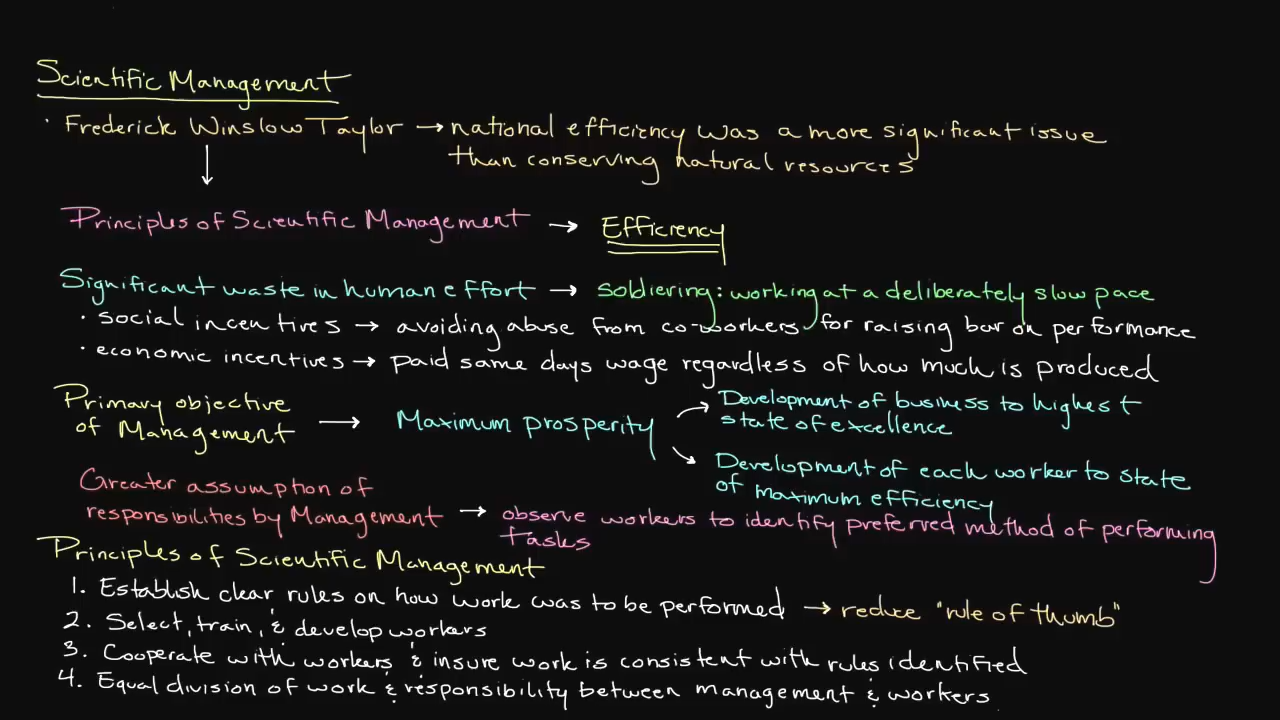 Scientific Management
· Frederick Winslow Taylor → national efficiency was a more significant issue
than conserving natural resources
Principles of Scientific Management → Efficiency
Significant waste in human effort → soldiering: working at a deliberately slow pace
· social incentives → avoiding abuse from co-workers for raising bar on performance
· economic incentives → paid same days wage regardless of how much is produced
Primary objective
of Management → Maximum prosperity
Development of business to highest
state of excellence
Development of each worker to state
of maximum efficiency
Greater assumption of
responsibilities by Management → observe workers to identify preferred method of performing
tasks
Principles of Scientific Management
1. Establish clear rules on how work was to be performed → reduce "rule of thumb"
2. Select, train, & develop workers
3. Cooperate with workers & insure work is consistent with rules identified
4. Equal division of work & responsibility between management & workers